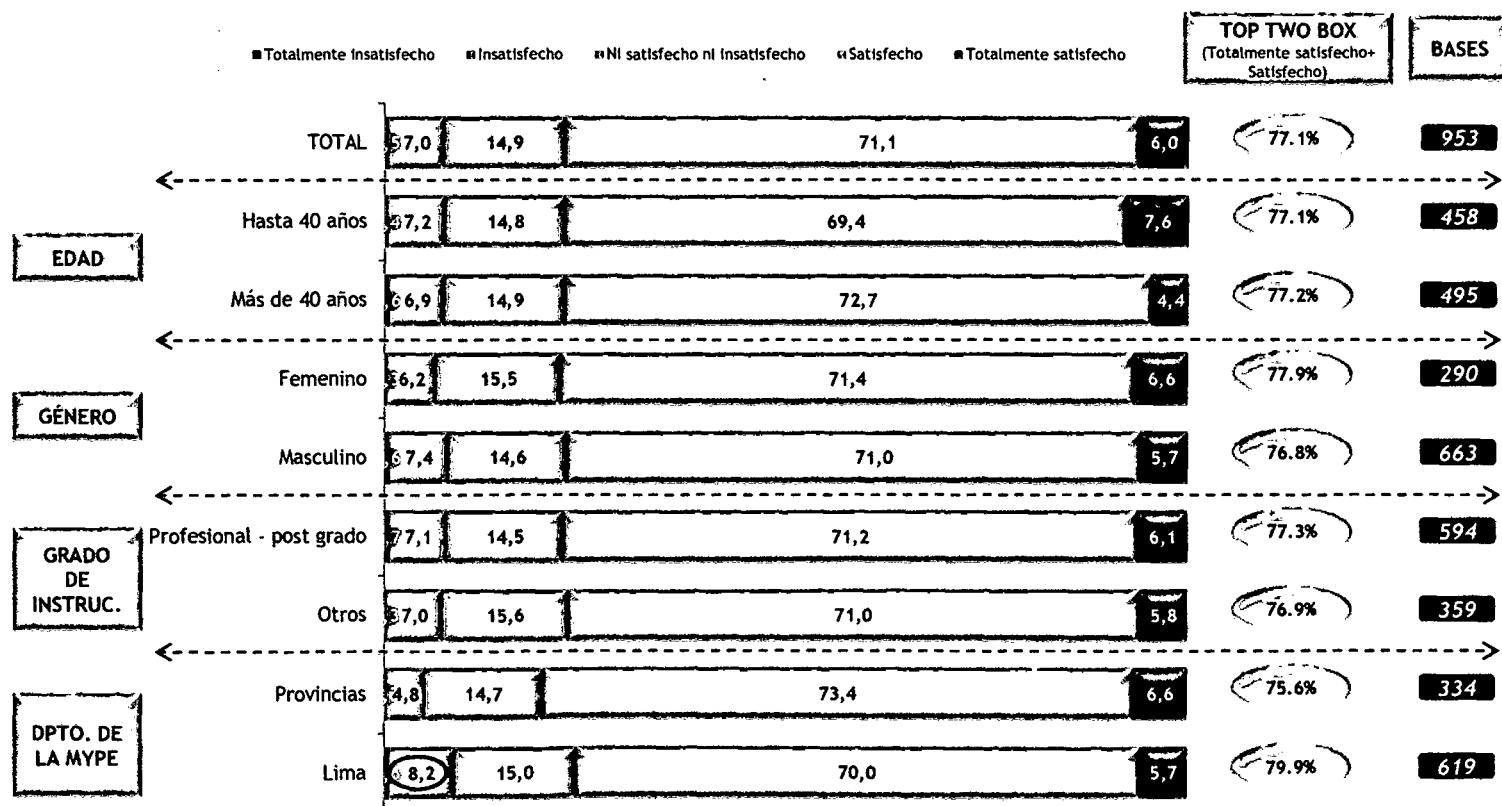 ■Totalmente insatisfecho ■Insatisfecho ■Ni satisfecho ni insatisfecho ■Satisfecho ■Totalmente satisfecho
TOP TWO BOX
(Totalmente satisfecho+
Satisfecho)
BASES
TOTAL 7,0 14,9 71,1 6,0 77.1% 953
EDAD
Hasta 40 años 7,2 14,8 69,4 7,6 77.1% 458
Más de 40 años 6,9 14,9 72,7 4,4 77.2% 495
GÉNERO
Femenino 6,2 15,5 71,4 6,6 77.9% 290
Masculino 7,4 14,6 71,0 5,7 76.8% 663
GRADO
DE
INSTRUC.
Profesional - post grado 7,1 14,5 71,2 6,1 77.3% 594
Otros 7,0 15,6 71,0 5,8 76.9% 359
DPTO. DE
LA MYPE
Provincias 4,8 14,7 73,4 6,6 75.6% 334
Lima 8,2 15,0 70,0 5,7 79.9% 619